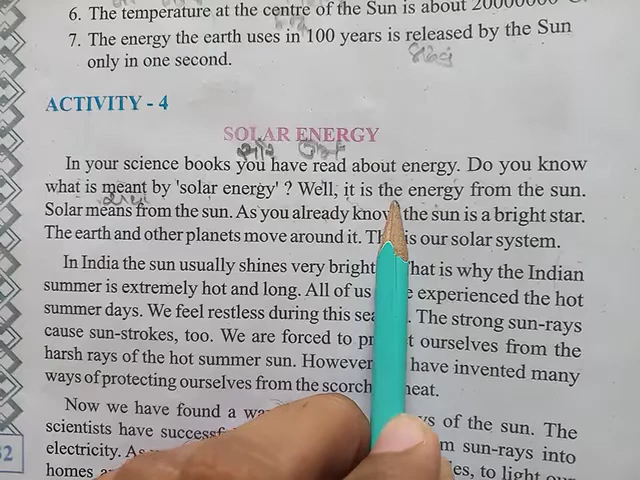 6. The temperature at the centre of the Sun is about 20000000
7. The energy the earth uses in 100 years is released by the Sun
only in one second.
ACTIVITY - 4
SOLAR ENERGY
In your science books you have read about energy. Do you know
what is meant by 'solar energy' ? Well, it is the energy from the sun.
Solar means from the sun. As you already know the sun is a bright star.
The earth and other planets move around it. is our solar system.
In India the sun usually shines very bright hat is why the Indian
summer is extremely hot and long. All of us experienced the hot
summer days. We feel restless during this The strong sun-rays
cause sun-strokes, too. We are forced to ourselves from the
harsh rays of the hot summer sun. However have invented many
ways of protecting ourselves from the scorch heat.
Now we have found a ys of the sun. The
scientists have successf m sun-rays into
electricity. to light our
homes